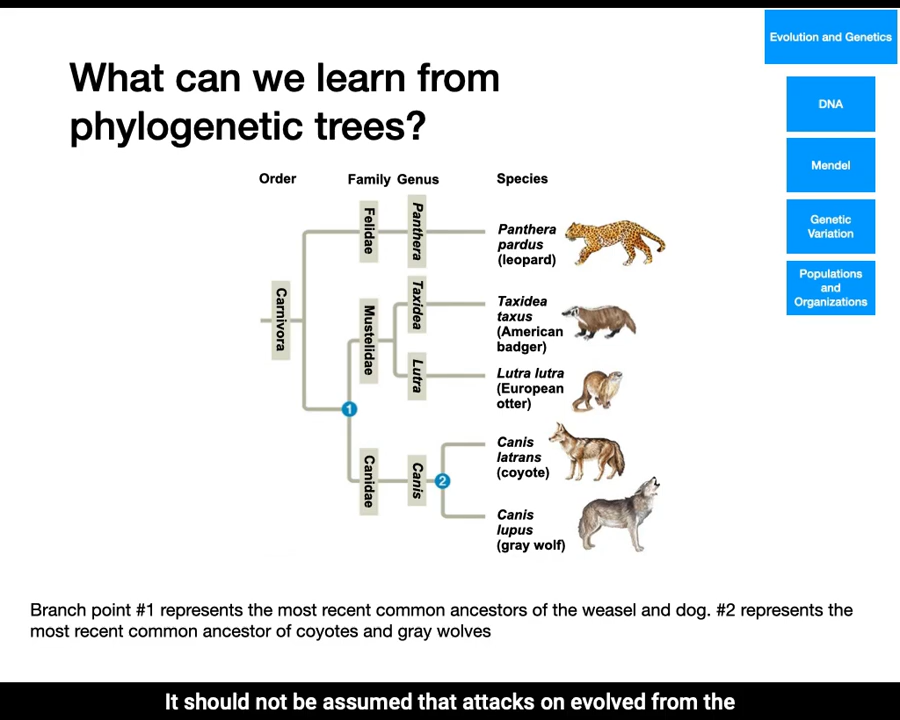 Evolution and Genetics
What can we learn from
phylogenetic trees?
DNA
Mendel
Genetic
Variation
Populations
and
Organizations
Order
Family
Genus
Species
Carnivora
Felidae
Panthera
Panthera
pardus
(leopard)
Mustelidae
Taxidea
Taxidea
taxus
(American
badger)
Lutra
Lutra lutra
(European
otter)
1
Canidae
Canis
2
Canis
latrans
(coyote)
Canis
lupus
(gray wolf)
Branch point #1 represents the most recent common ancestors of the weasel and dog. #2 represents the
most recent common ancestor of coyotes and gray wolves
It should not be assumed that attacks on evolved from the